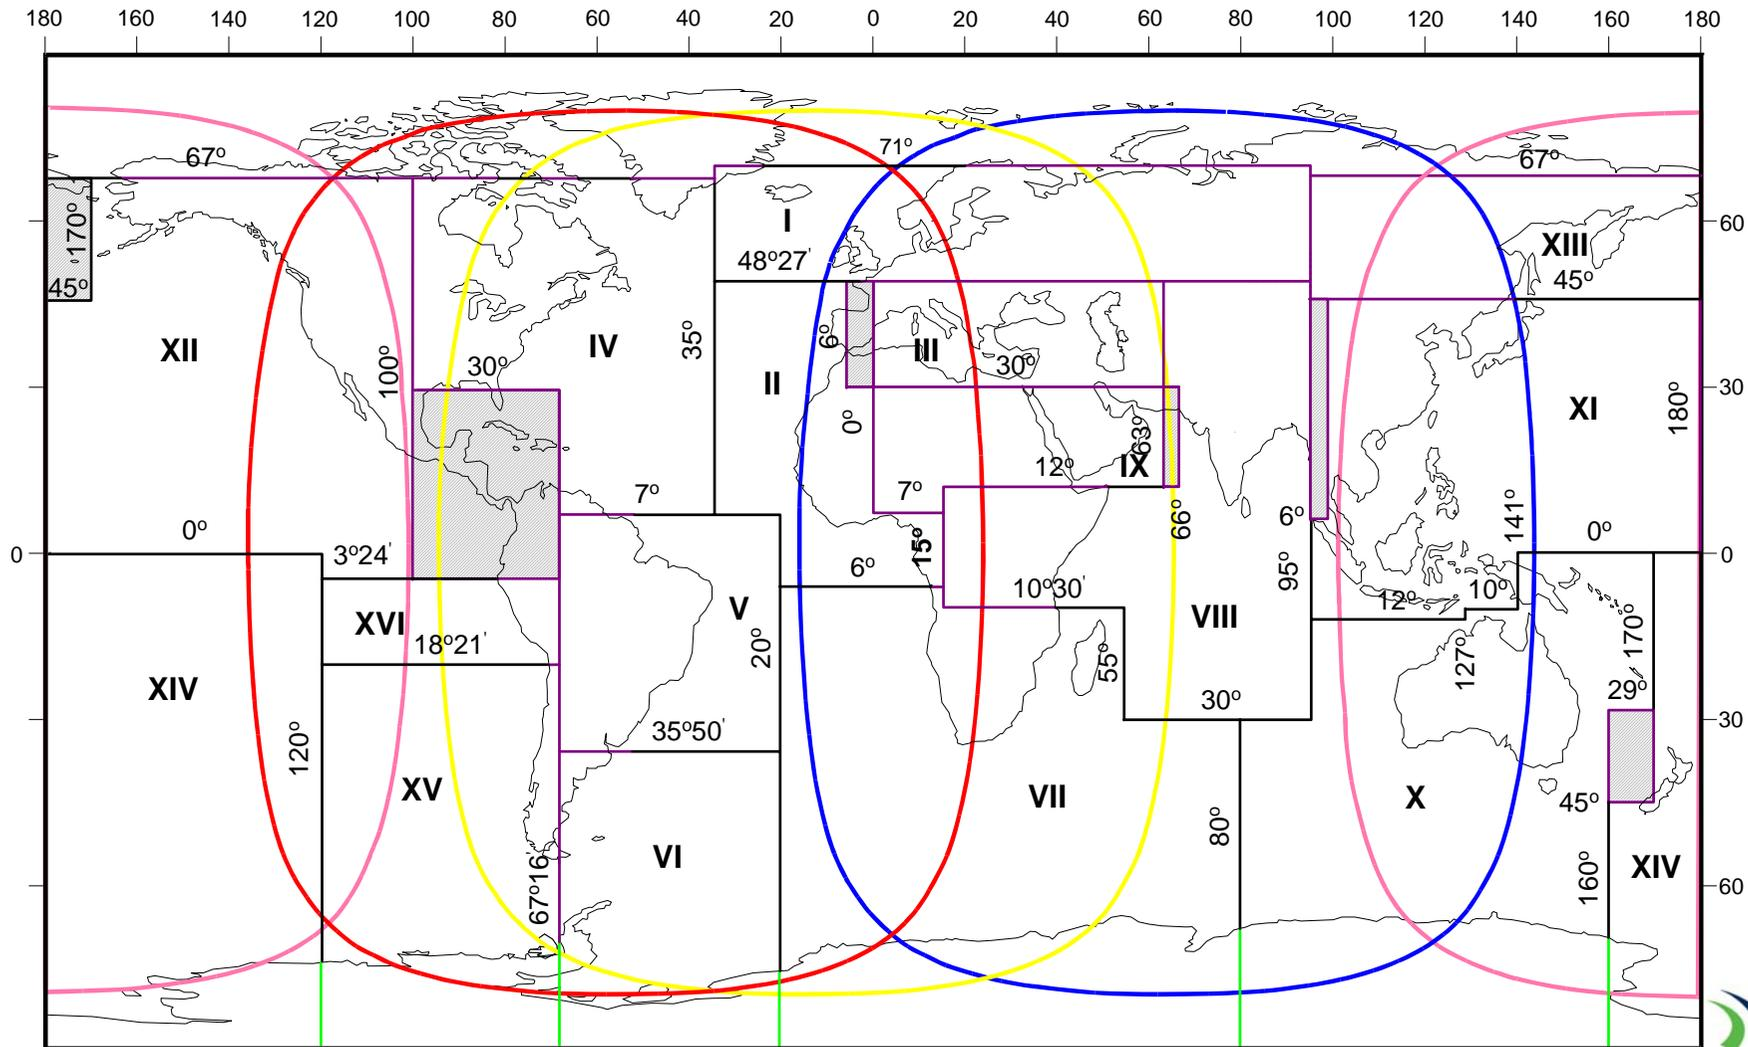 180 160 140 120 100 80 60 40 20 0 20 40 60 80 100 120 140 160 180
71º
67º 67º
170º I 60 XIII
48º27'
45º 45º
XII 100º IV 35º 6º III XI
30º 30º 30
II 180º
0º 63º
12º IX
7º 7º
66º 6º 141º
0º 15º 0º
0 3º24' 6º 95º 0
10º30' 12º 10º
XVI V VIII
18º21' 20º 55º 127º 170º
XIV 29º
30º
35º50' 30
120º
XV VII X 45º
80º
VI XIV
67º16' 160º 60